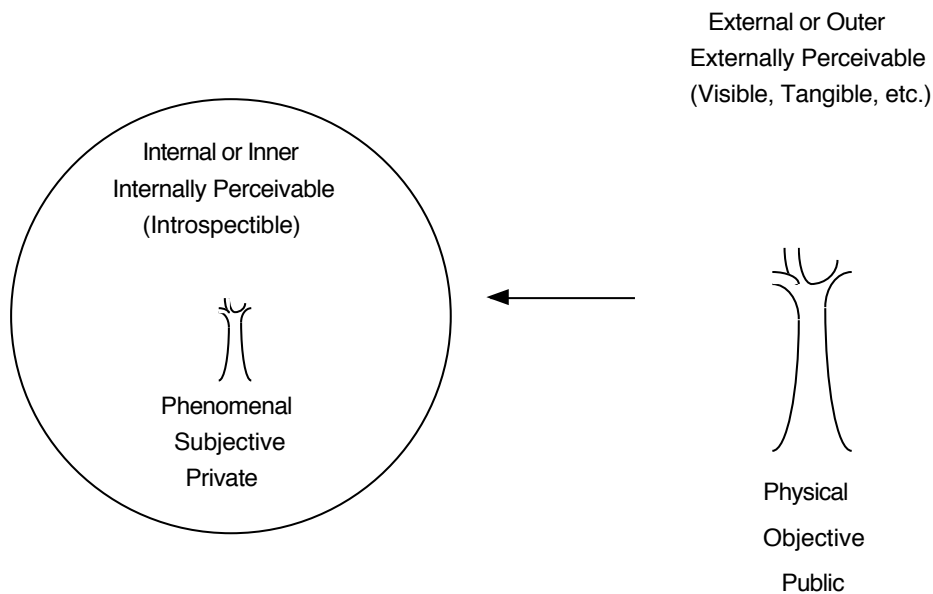 External or Outer
Externally Perceivable
(Visible, Tangible, etc.)
Internal or Inner
Internally Perceivable
(Introspectible)
Phenomenal
Subjective
Private
Physical
Objective
Public